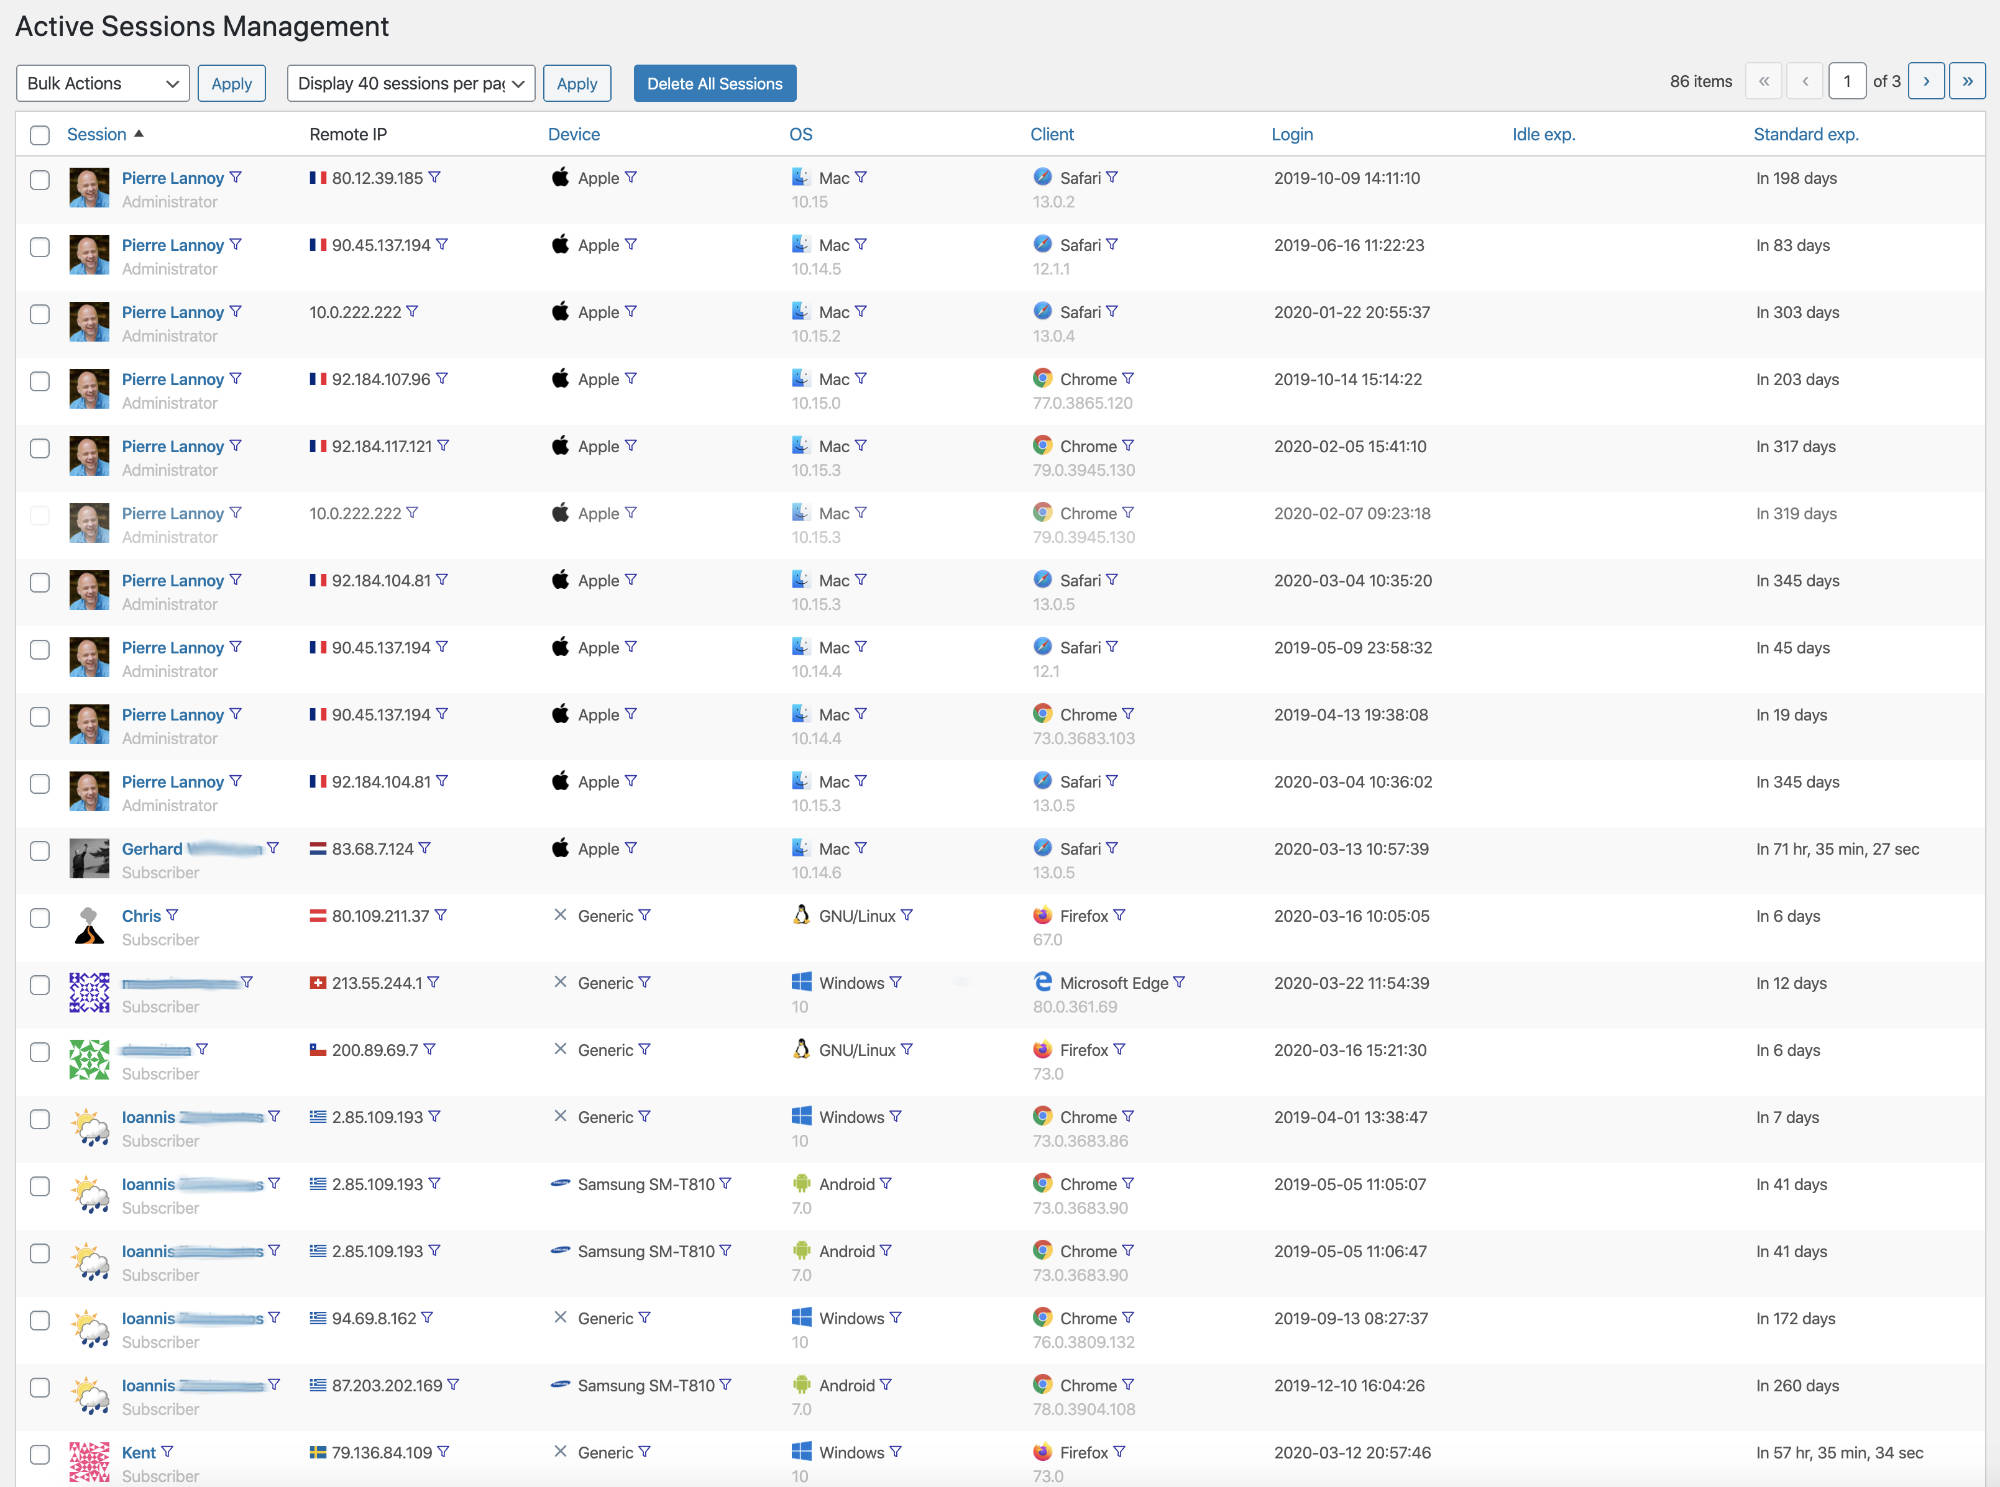 Active Sessions Management
Bulk Actions Apply Display 40 sessions per pag Apply Delete All Sessions 86 items « ‹ 1 of 3 › »
Session Remote IP Device OS Client Login Idle exp. Standard exp.
Pierre Lannoy 80.12.39.185 Apple Mac Safari 2019-10-09 14:11:10 In 198 days
Administrator 10.15 13.0.2
Pierre Lannoy 90.45.137.194 Apple Mac Safari 2019-06-16 11:22:23 In 83 days
Administrator 10.14.5 12.1.1
Pierre Lannoy 10.0.222.222 Apple Mac Safari 2020-01-22 20:55:37 In 303 days
Administrator 10.15.2 13.0.4
Pierre Lannoy 92.184.107.96 Apple Mac Chrome 2019-10-14 15:14:22 In 203 days
Administrator 10.15.0 77.0.3865.120
Pierre Lannoy 92.184.117.121 Apple Mac Chrome 2020-02-05 15:41:10 In 317 days
Administrator 10.15.3 79.0.3945.130
Pierre Lannoy 10.0.222.222 Apple Mac Chrome 2020-02-07 09:23:18 In 319 days
Administrator 10.15.3 79.0.3945.130
Pierre Lannoy 92.184.104.81 Apple Mac Safari 2020-03-04 10:35:20 In 345 days
Administrator 10.15.3 13.0.5
Pierre Lannoy 90.45.137.194 Apple Mac Safari 2019-05-09 23:58:32 In 45 days
Administrator 10.14.4 12.1
Pierre Lannoy 90.45.137.194 Apple Mac Chrome 2019-04-13 19:38:08 In 19 days
Administrator 10.14.4 73.0.3683.103
Pierre Lannoy 92.184.104.81 Apple Mac Safari 2020-03-04 10:36:02 In 345 days
Administrator 10.15.3 13.0.5
Gerhard 83.68.7.124 Apple Mac Safari 2020-03-13 10:57:39 In 71 hr, 35 min, 27 sec
Subscriber 10.14.6 13.0.5
Chris 80.109.211.37 Generic GNU/Linux Firefox 2020-03-16 10:05:05 In 6 days
Subscriber 67.0
213.55.244.1 Generic Windows Microsoft Edge 2020-03-22 11:54:39 In 12 days
Subscriber 10 80.0.361.69
200.89.69.7 Generic GNU/Linux Firefox 2020-03-16 15:21:30 In 6 days
Subscriber 73.0
Ioannis 2.85.109.193 Generic Windows Chrome 2019-04-01 13:38:47 In 7 days
Subscriber 10 73.0.3683.86
Ioannis 2.85.109.193 Samsung SM-T810 Android Chrome 2019-05-05 11:05:07 In 41 days
Subscriber 7.0 73.0.3683.90
Ioannis 2.85.109.193 Samsung SM-T810 Android Chrome 2019-05-05 11:06:47 In 41 days
Subscriber 7.0 73.0.3683.90
Ioannis 94.69.8.162 Generic Windows Chrome 2019-09-13 08:27:37 In 172 days
Subscriber 10 76.0.3809.132
Ioannis 87.203.202.169 Samsung SM-T810 Android Chrome 2019-12-10 16:04:26 In 260 days
Subscriber 7.0 78.0.3904.108
Kent 79.136.84.109 Generic Windows Firefox 2020-03-12 20:57:46 In 57 hr, 35 min, 34 sec
Subscriber 10 73.0